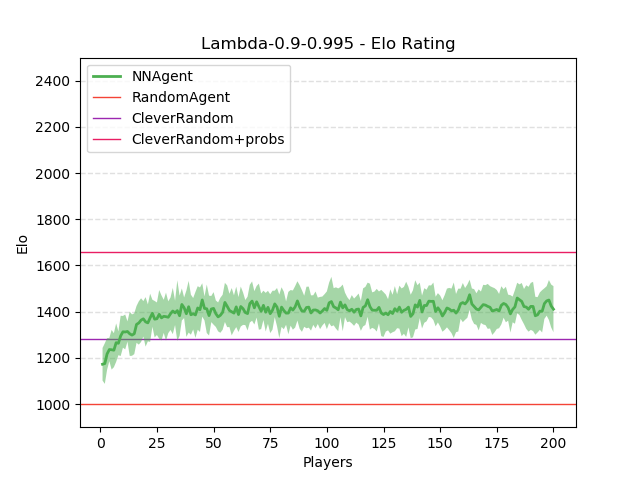 Lambda-0.9-0.995 - Elo Rating
NNAgent
RandomAgent
CleverRandom
CleverRandom+probs
2400
2200
2000
1800
1600
1400
1200
1000
Elo
0 25 50 75 100 125 150 175 200
Players